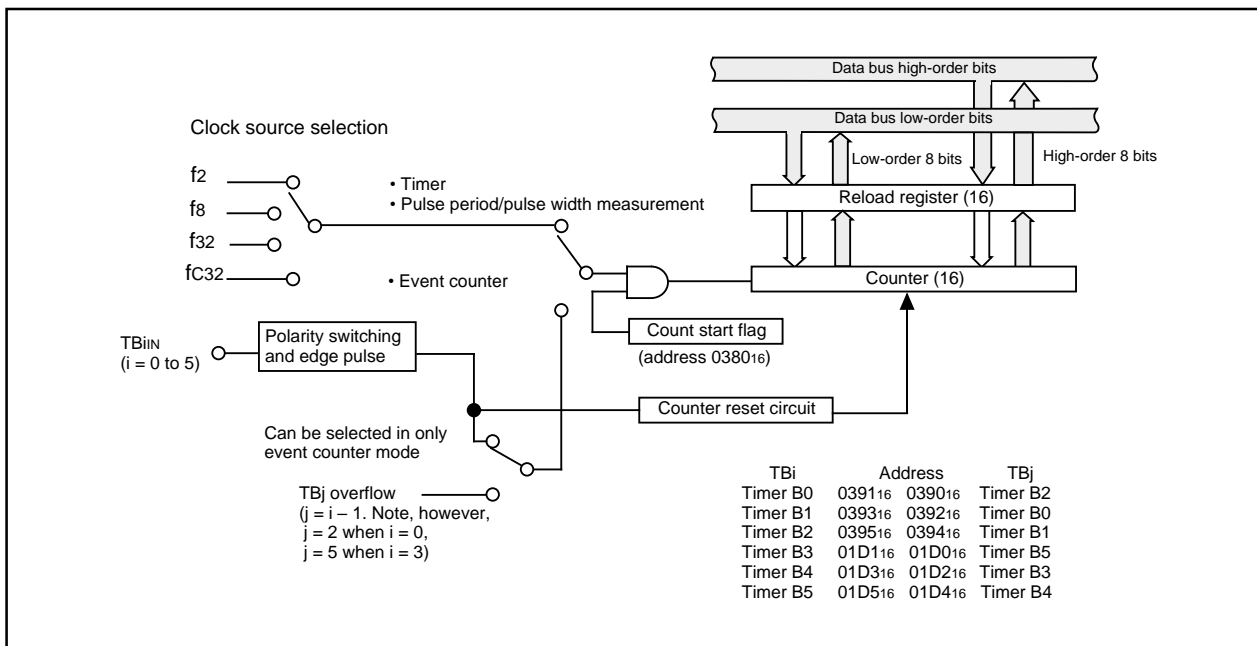 Data bus high-order bits
Data bus low-order bits
Clock source selection
Low-order 8 bits
High-order 8 bits
f2
• Timer
• Pulse period/pulse width measurement
Reload register (16)
f8
f32
fC32
• Event counter
Counter (16)
TBiIN
(i = 0 to 5)
Polarity switching
and edge pulse
Count start flag
(address 038016)
Counter reset circuit
Can be selected in only
event counter mode
TBj overflow
(j = i – 1. Note, however,
j = 2 when i = 0,
j = 5 when i = 3)
TBi Address TBj
Timer B0 039116 039016 Timer B2
Timer B1 039316 039216 Timer B0
Timer B2 039516 039416 Timer B1
Timer B3 01D116 01D016 Timer B5
Timer B4 01D316 01D216 Timer B3
Timer B5 01D516 01D416 Timer B4